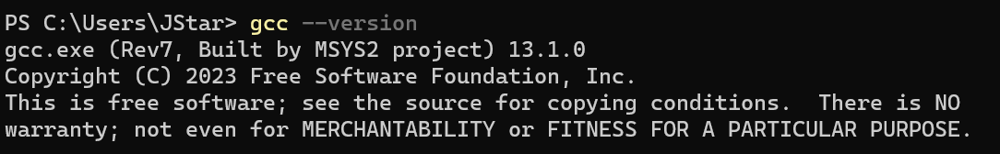 PS C:\Users\JStar> gcc --version
gcc.exe (Rev7, Built by MSYS2 project) 13.1.0
Copyright (C) 2023 Free Software Foundation, Inc.
This is free software; see the source for copying conditions.  There is NO
warranty; not even for MERCHANTABILITY or FITNESS FOR A PARTICULAR PURPOSE.